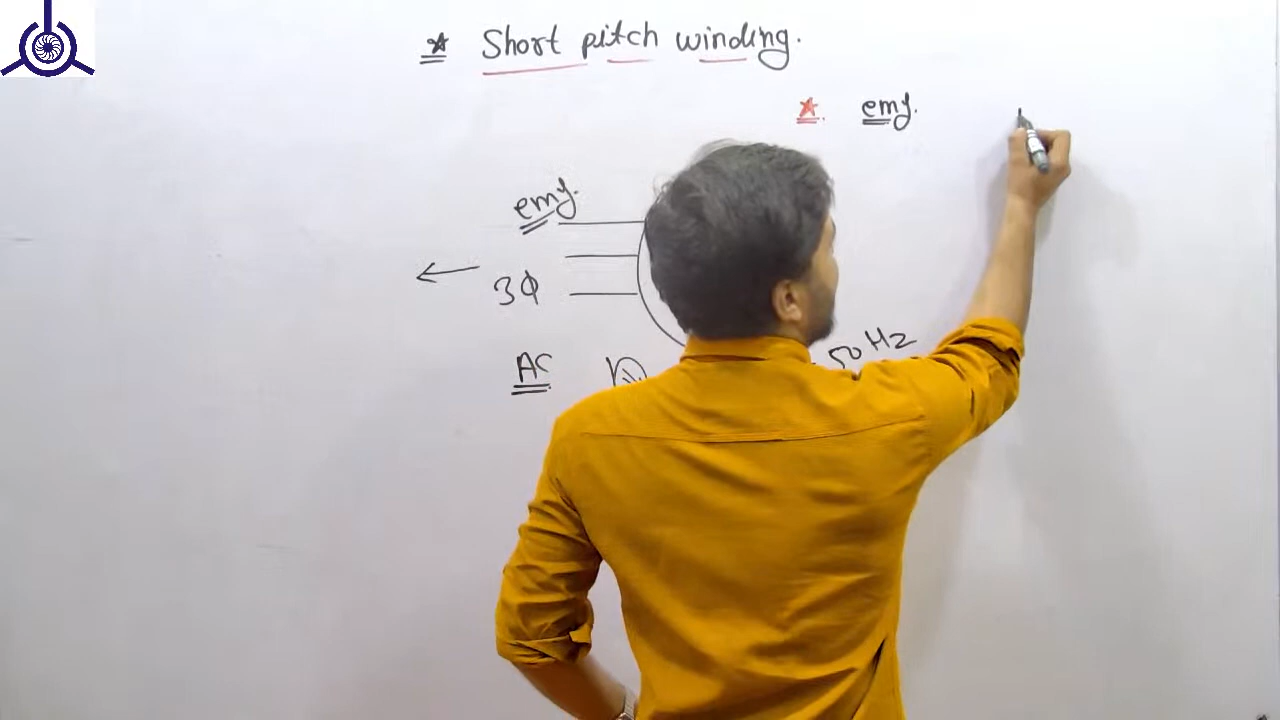 * Short pitch winding.
* emf.
emf.
3Φ
50 Hz
AC